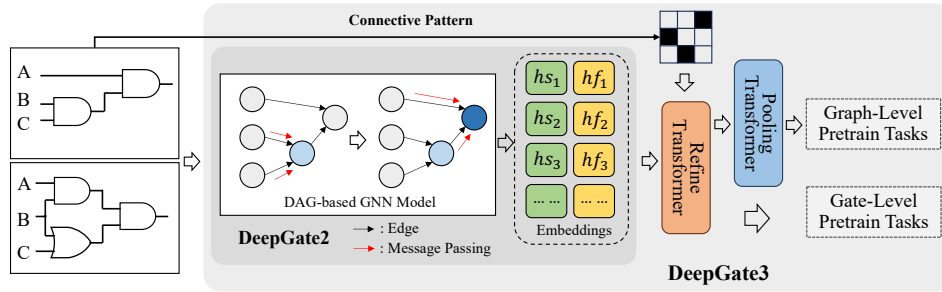 Connective Pattern
A
B
C
A
B
C
DAG-based GNN Model
DeepGate2
: Edge
: Message Passing
hs1 hf1
hs2 hf2
hs3 hf3
... ... ... ...
Embeddings
Refine
Transformer
Pooling
Transformer
Graph-Level
Pretrain Tasks
Gate-Level
Pretrain Tasks
DeepGate3